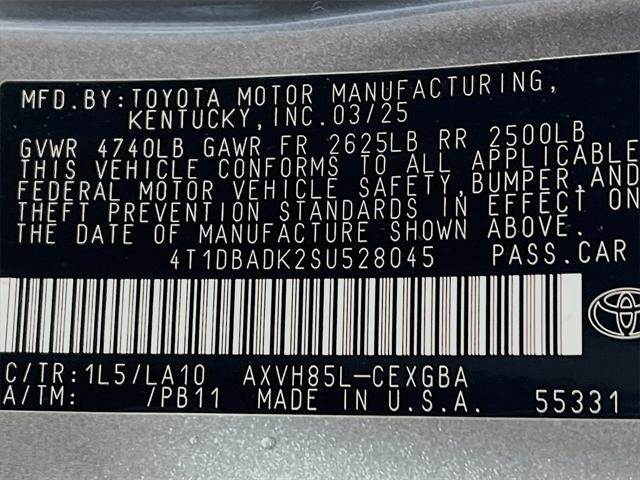 MFD.BY:TOYOTA MOTOR MANUFACTURING,
KENTUCKY,INC.03/25
GVWR 4740LB GAWR FR 2625LB RR 2500LB
THIS VEHICLE CONFORMS TO ALL APPLICABLE
FEDERAL MOTOR VEHICLE SAFETY,BUMPER,AND
THEFT PREVENTION STANDARDS IN EFFECT ON
THE DATE OF MANUFACTURE SHOWN ABOVE.
4T1DBADK2SU528045 PASS.CAR
C/TR:1L5/LA10 AXVH85L-CEXGBA
A/TM: /PB11 MADE IN U.S.A. 55331